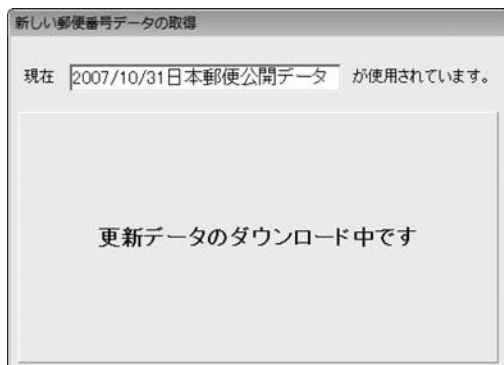 新しい郵便番号データの取得
現在 2007/10/31日本郵便公開データ が使用されています。
更新データのダウンロード中です